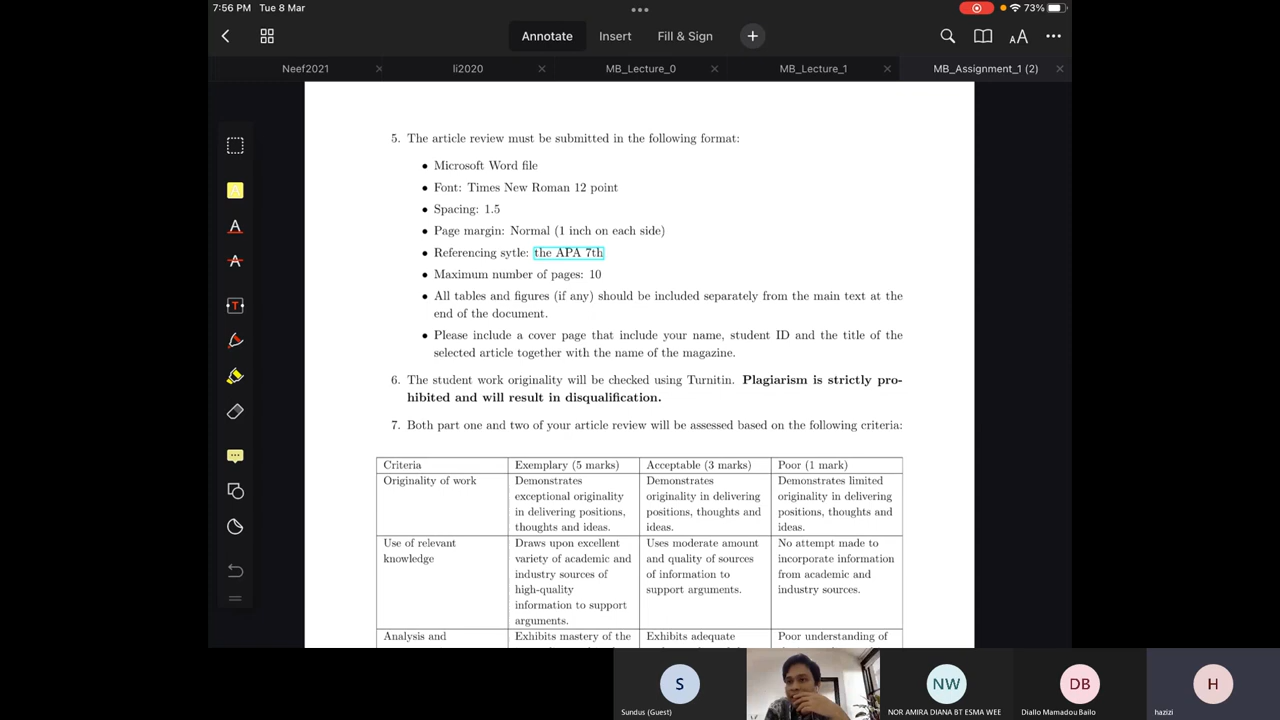 7:56 PM Tue 8 Mar
73%
Annotate
Insert
Fill & Sign
Neef2021
li2020
MB_Lecture_0
MB_Lecture_1
MB_Assignment_1 (2)
5. The article review must be submitted in the following format:
• Microsoft Word file
• Font: Times New Roman 12 point
• Spacing: 1.5
• Page margin: Normal (1 inch on each side)
• Referencing sytle: the APA 7th
• Maximum number of pages: 10
• All tables and figures (if any) should be included separately from the main text at the
end of the document.
• Please include a cover page that include your name, student ID and the title of the
selected article together with the name of the magazine.
6. The student work originality will be checked using Turnitin. Plagiarism is strictly pro-
hibited and will result in disqualification.
7. Both part one and two of your article review will be assessed based on the following criteria:
Criteria
Exemplary (5 marks)
Acceptable (3 marks)
Poor (1 mark)
Originality of work
Demonstrates
exceptional originality
in delivering positions,
thoughts and ideas.
Demonstrates
originality in delivering
positions, thoughts and
ideas.
Demonstrates limited
originality in delivering
positions, thoughts and
ideas.
Use of relevant
knowledge
Draws upon excellent
variety of academic and
industry sources of
high-quality
information to support
arguments.
Uses moderate amount
and quality of sources
of information to
support arguments.
No attempt made to
incorporate information
from academic and
industry sources.
Analysis and
Exhibits mastery of the
Exhibits adequate
Poor understanding of
S
Sundus (Guest)
NW
NOR AMIRA DIANA BT ESMA WEE
DB
Diallo Mamadou Bailo
H
hazizi